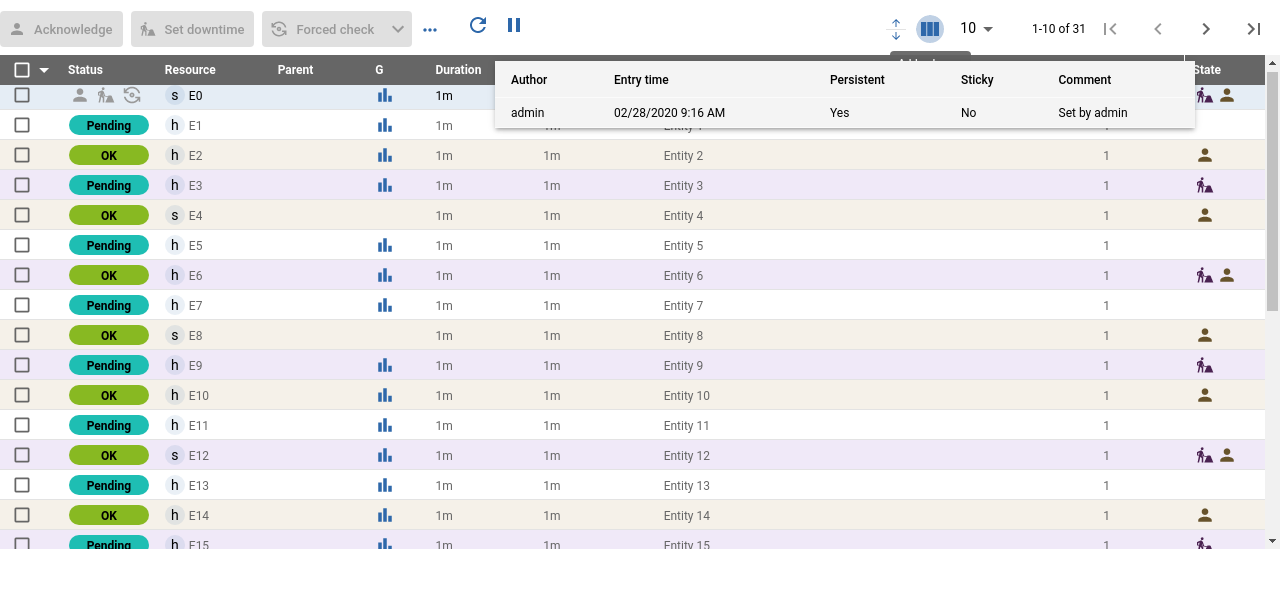 Acknowledge Set downtime Forced check 10 1-10 of 31
Status Resource Parent G Duration State
Author Entry time Persistent Sticky Comment
admin 02/28/2020 9:16 AM Yes No Set by admin
s E0 1m
Pending h E1 1m 1m Entity 1 1
OK h E2 1m 1m Entity 2 1
Pending h E3 1m 1m Entity 3 1
OK s E4 1m 1m Entity 4 1
Pending h E5 1m 1m Entity 5 1
OK h E6 1m 1m Entity 6 1
Pending h E7 1m 1m Entity 7 1
OK s E8 1m 1m Entity 8 1
Pending h E9 1m 1m Entity 9 1
OK h E10 1m 1m Entity 10 1
Pending h E11 1m 1m Entity 11 1
OK s E12 1m 1m Entity 12 1
Pending h E13 1m 1m Entity 13 1
OK h E14 1m 1m Entity 14 1
Pending h E15 1m 1m Entity 15 1